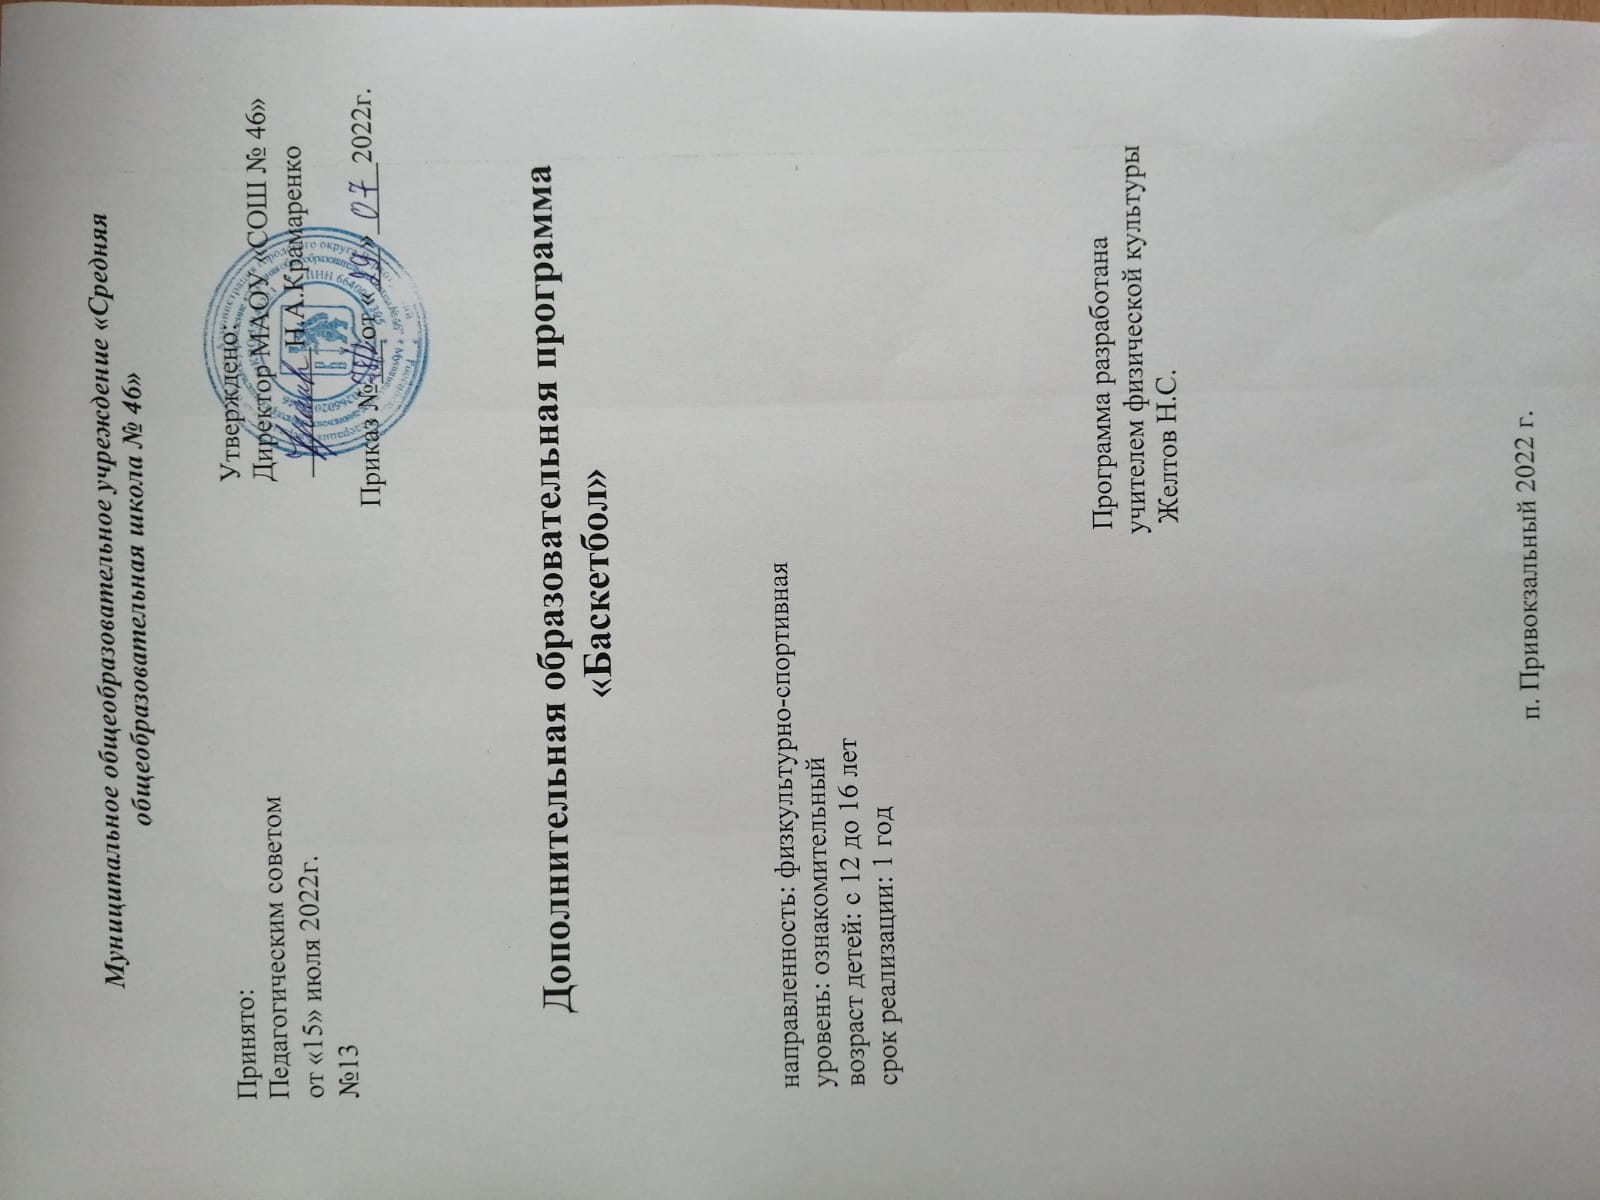 Муниципальное общеобразовательное учреждение «Средняя
общеобразовательная школа № 46»
Принято:
Педагогическим советом
от «15» июля 2022г.
№13
Утверждено:
Директор МАОУ «СОШ № 46»
Н.А.Крамаренко
Приказ № от « » 07 2022г.
Дополнительная образовательная программа
«Баскетбол»
направленность: физкультурно-спортивная
уровень: ознакомительный
возраст детей: с 12 до 16 лет
срок реализации: 1 год
Программа разработана
учителем физической культуры
Желтов Н.С.
п. Привокзальный 2022 г.